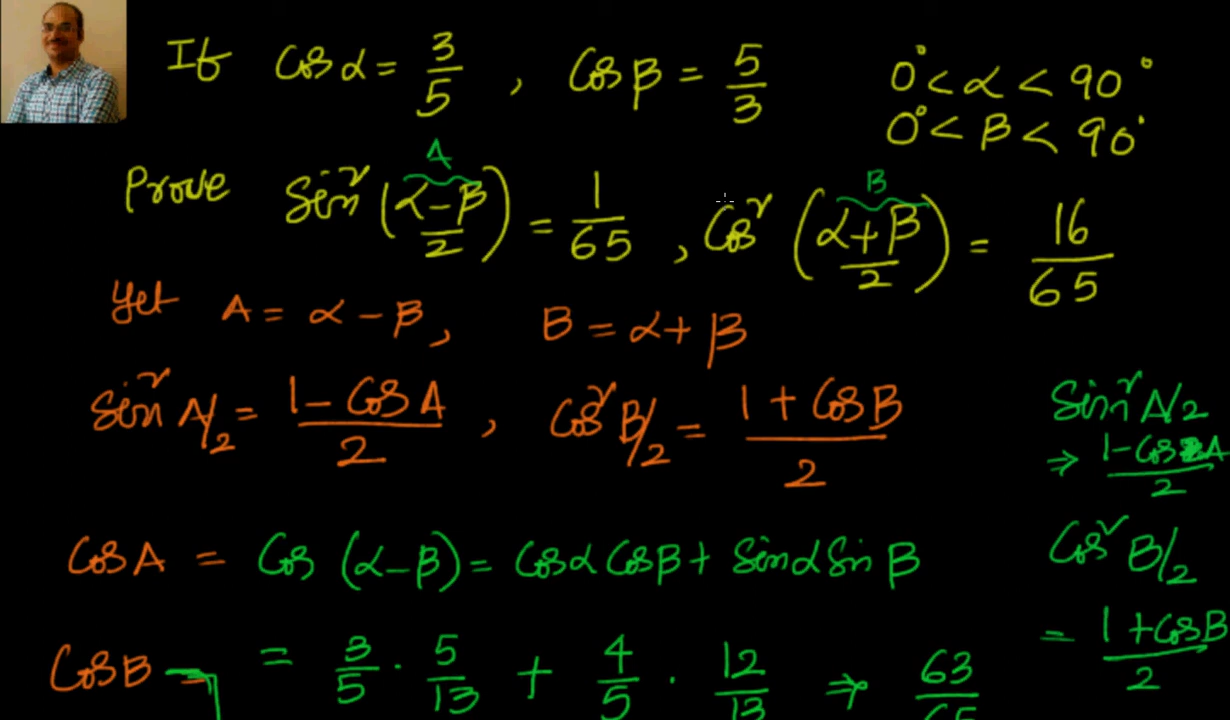 If cos α = 3/5 , cos β = 5/3 0° < α < 90°
0° < β < 90°
A B
Prove sin² (α-β/2) = 1/65 , cos² (α+β/2) = 16/65
Let A = α - β, B = α + β
sin² A/2 = 1 - cos A/2 , cos² B/2 = 1 + cos B/2
sin² A/2
⇒ 1 - cos A/2
cos A = cos (α-β) = cos α cos β + sin α sin β
cos² B/2
= 1 + cos B/2
cos B = 3/5 . 5/13 + 4/5 . 12/13 ⇒ 63/65